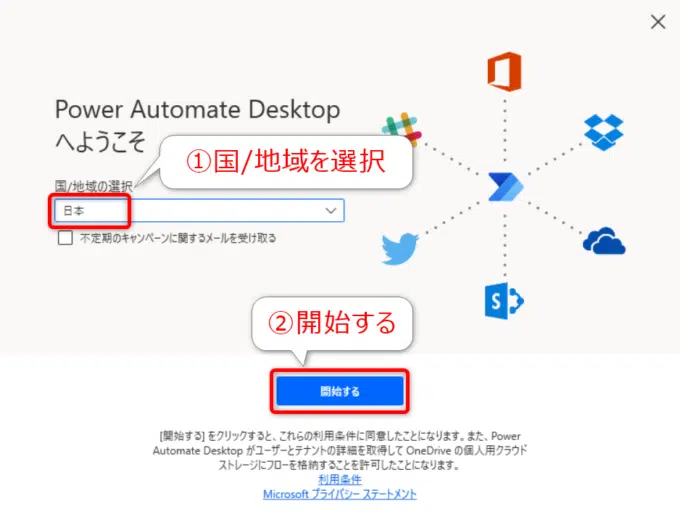 Power Automate Desktop
へようこそ
①国/地域を選択
国/地域の選択
日本
不定期のキャンペーンに関するメールを受け取る
②開始する
開始する
[開始する] をクリックすると、これらの利用条件に同意したことになります。また、Power
Automate Desktop がユーザーとテナントの詳細を取得して OneDrive の個人用クラウド
ストレージにフローを格納することを許可したことになります。
利用条件
Microsoft プライバシー ステートメント